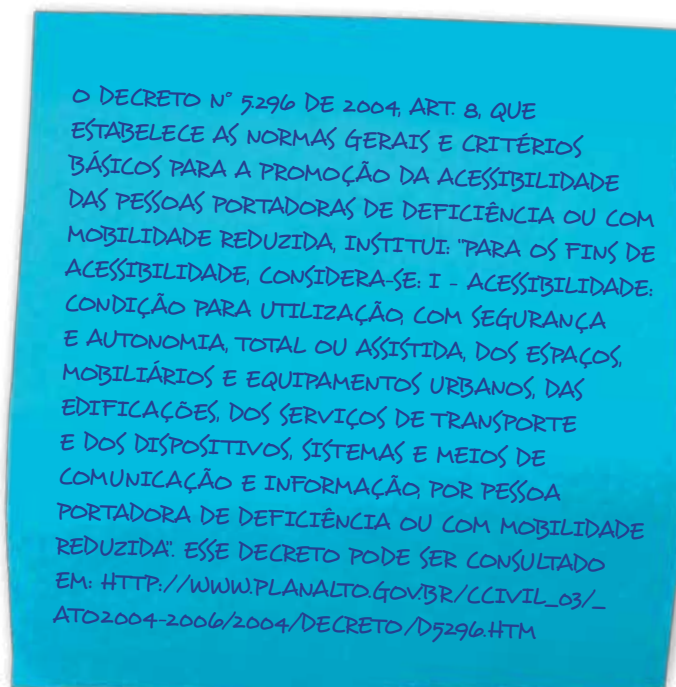 O DECRETO N° 5.296 DE 2004, ART. 8, QUE
ESTABELECE AS NORMAS GERAIS E CRITÉRIOS
BÁSICOS PARA A PROMOÇÃO DA ACESSIBILIDADE
DAS PESSOAS PORTADORAS DE DEFICIÊNCIA OU COM
MOBILIDADE REDUZIDA, INSTITUI: "PARA OS FINS DE
ACESSIBILIDADE, CONSIDERA-SE: I - ACESSIBILIDADE:
CONDIÇÃO PARA UTILIZAÇÃO, COM SEGURANÇA
E AUTONOMIA, TOTAL OU ASSISTIDA, DOS ESPAÇOS,
MOBILIÁRIOS E EQUIPAMENTOS URBANOS, DAS
EDIFICAÇÕES, DOS SERVIÇOS DE TRANSPORTE
E DOS DISPOSITIVOS, SISTEMAS E MEIOS DE
COMUNICAÇÃO E INFORMAÇÃO, POR PESSOA
PORTADORA DE DEFICIÊNCIA OU COM MOBILIDADE
REDUZIDA". ESSE DECRETO PODE SER CONSULTADO
EM: HTTP://WWW.PLANALTO.GOV.BR/CCIVIL_03/_
ATO2004-2006/2004/DECRETO/D5296.HTM